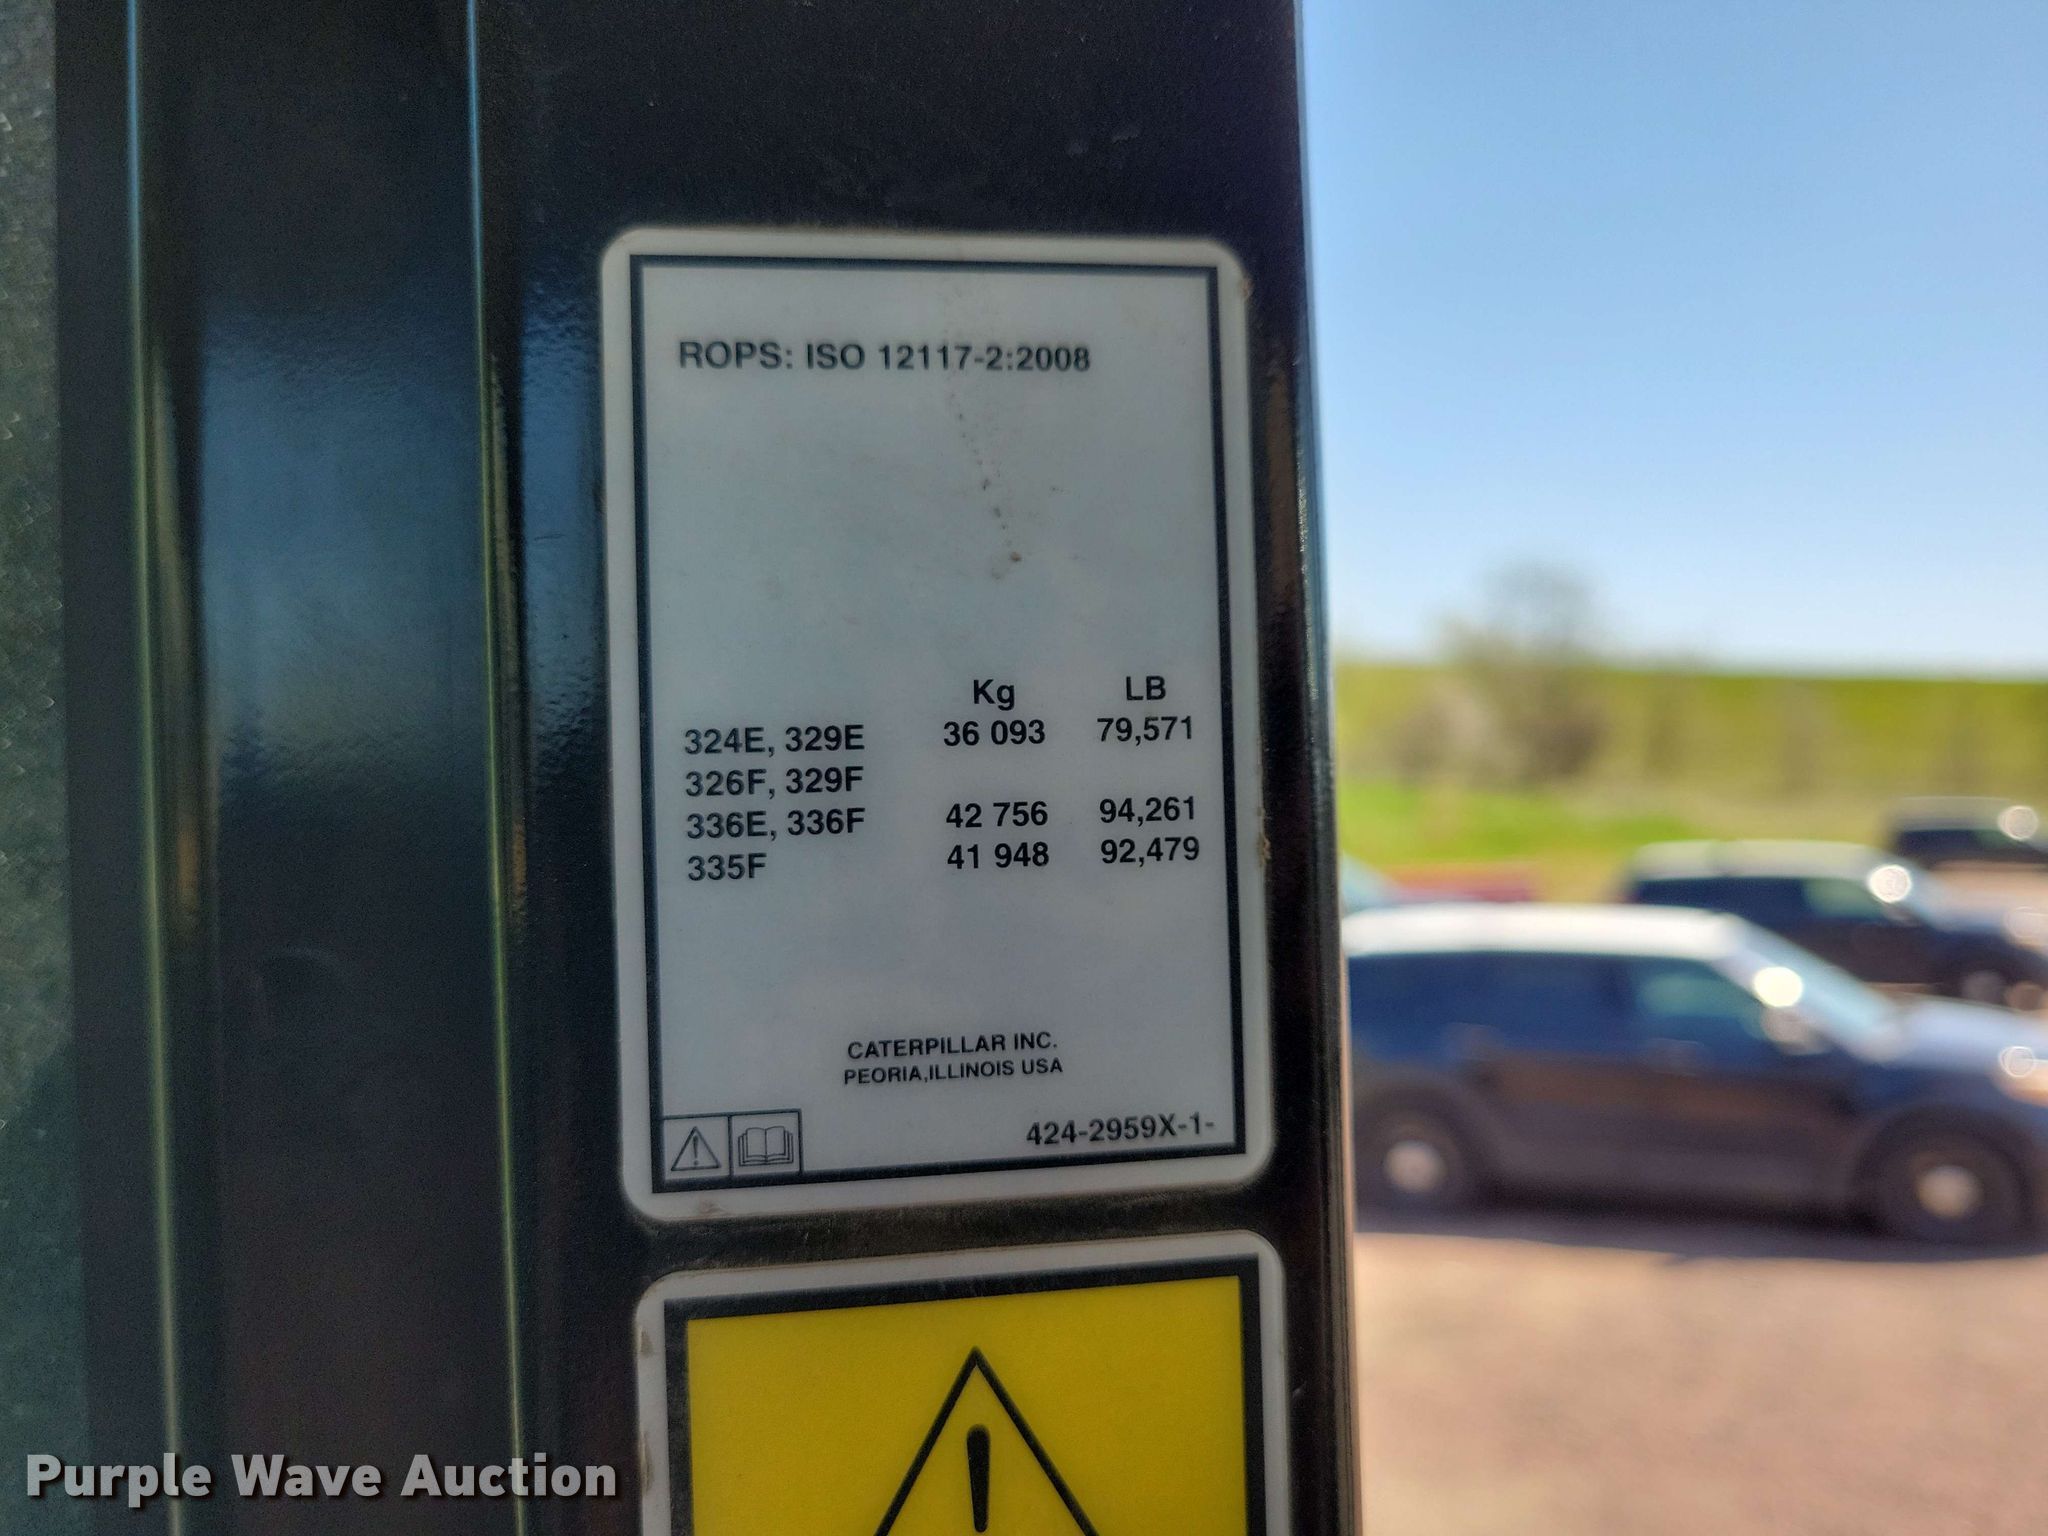 ROPS: ISO 12117-2:2008
Kg LB
324E, 329E 36 093 79,571
326F, 329F
336E, 336F 42 756 94,261
335F 41 948 92,479
CATERPILLAR INC.
PEORIA,ILLINOIS USA
424-2959X-1-
Purple Wave Auction